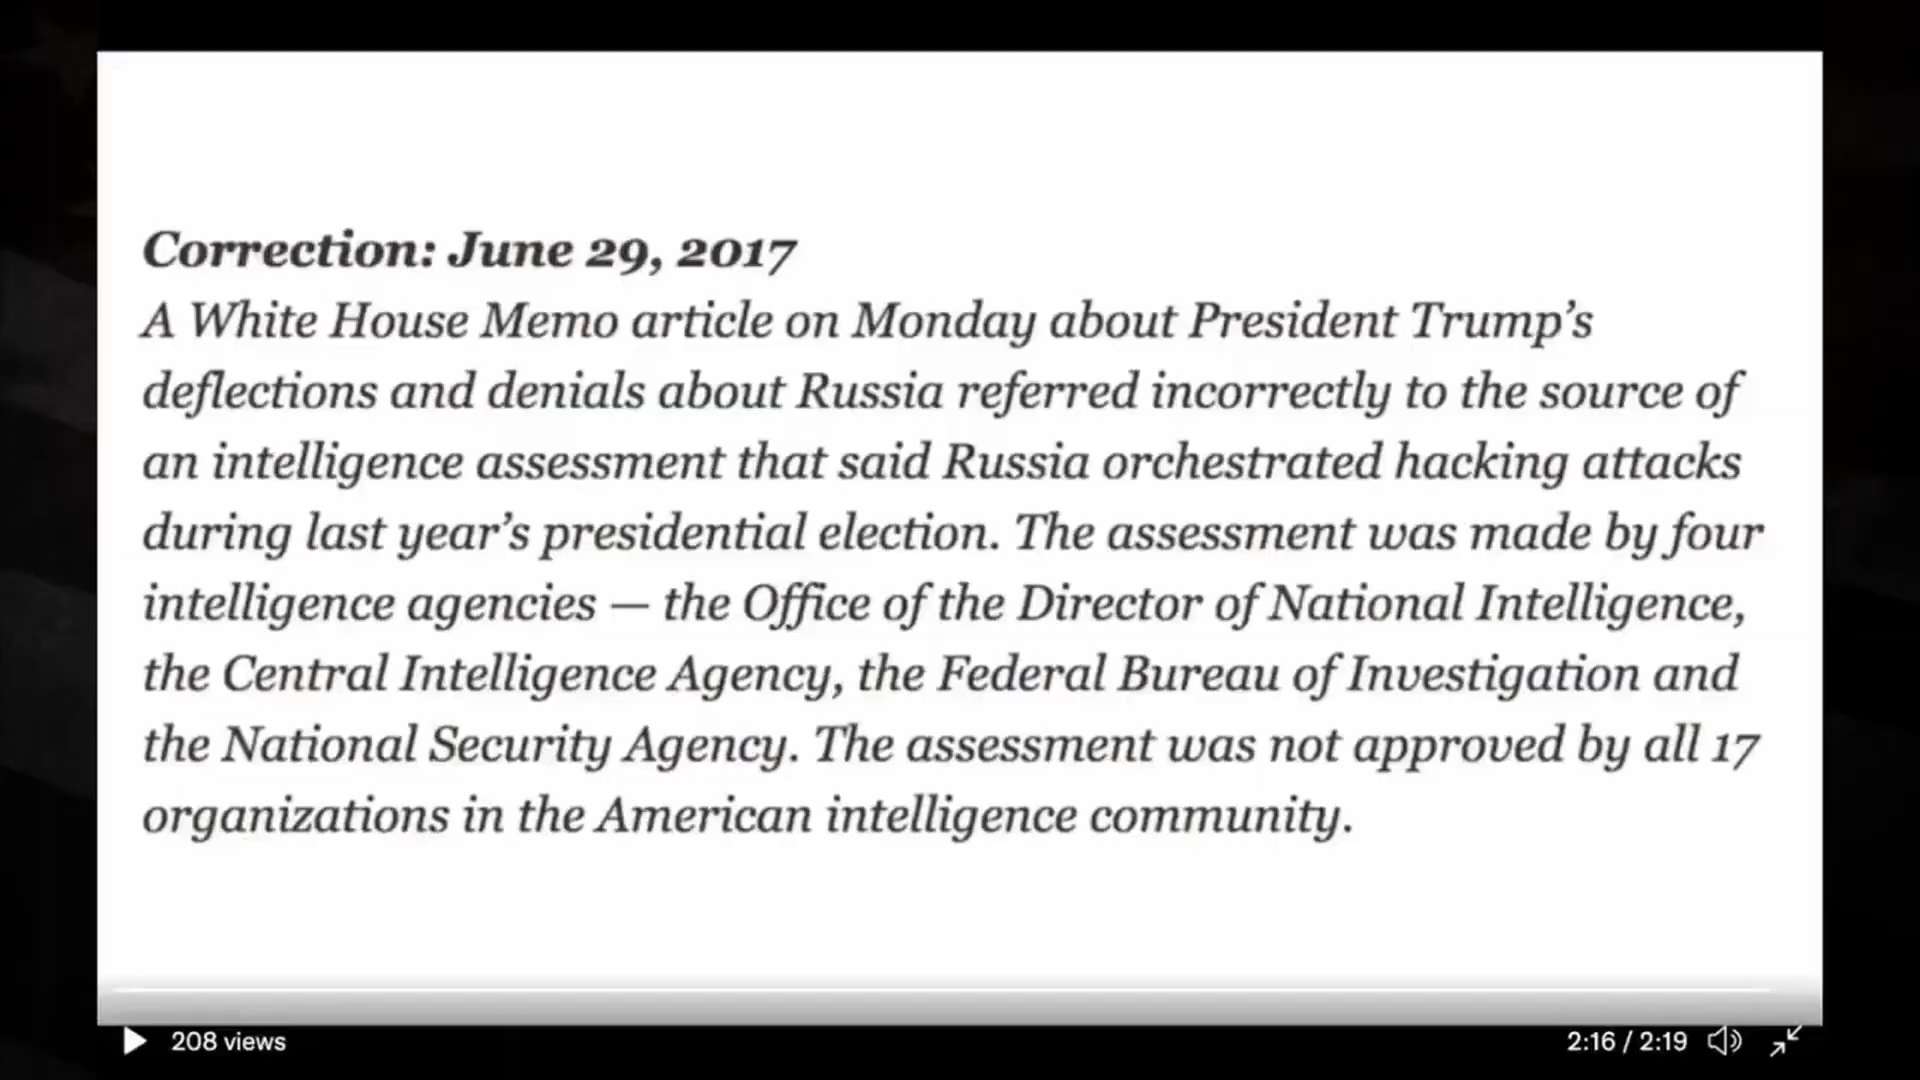 Correction: June 29, 2017
A White House Memo article on Monday about President Trump’s
deflections and denials about Russia referred incorrectly to the source of
an intelligence assessment that said Russia orchestrated hacking attacks
during last year’s presidential election. The assessment was made by four
intelligence agencies — the Office of the Director of National Intelligence,
the Central Intelligence Agency, the Federal Bureau of Investigation and
the National Security Agency. The assessment was not approved by all 17
organizations in the American intelligence community.
208 views
2:16 / 2:19